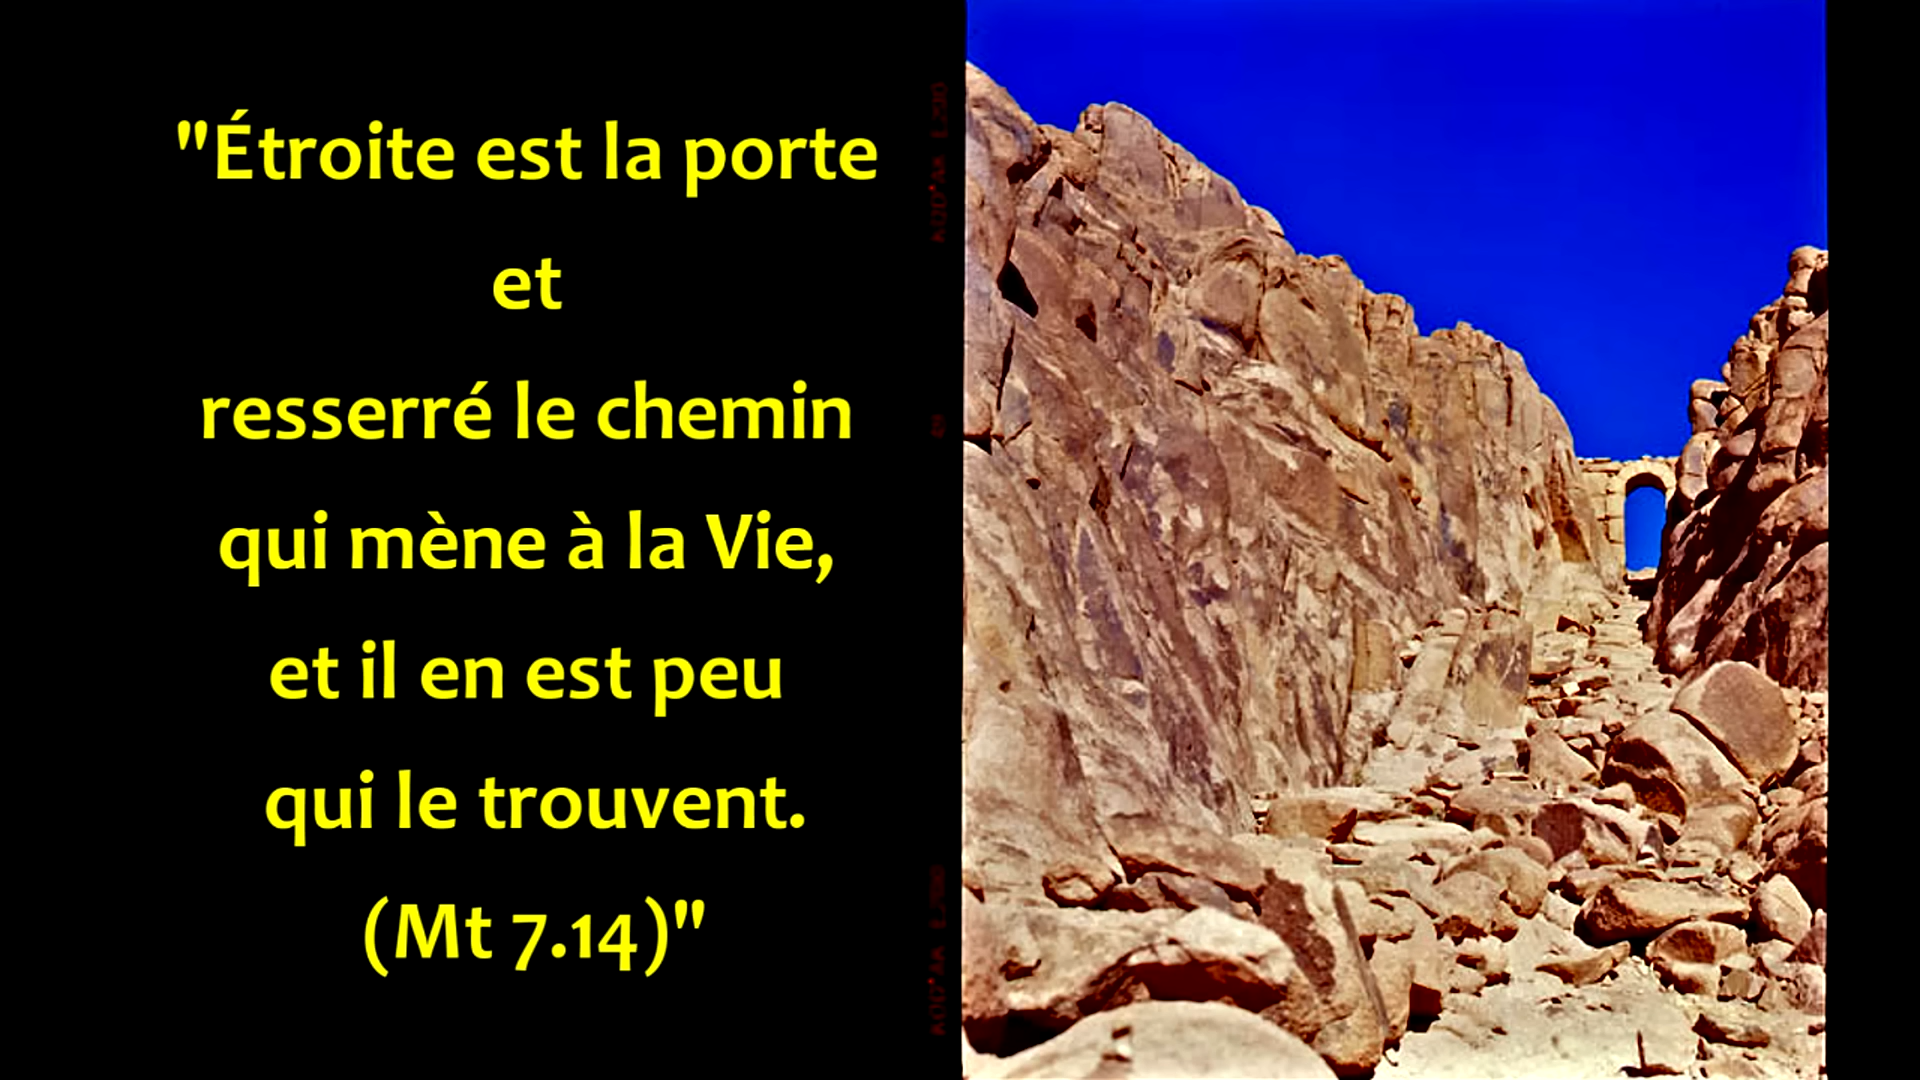 "Étroite est la porte
et
resserré le chemin
qui mène à la Vie,
et il en est peu
qui le trouvent.
(Mt 7.14)"